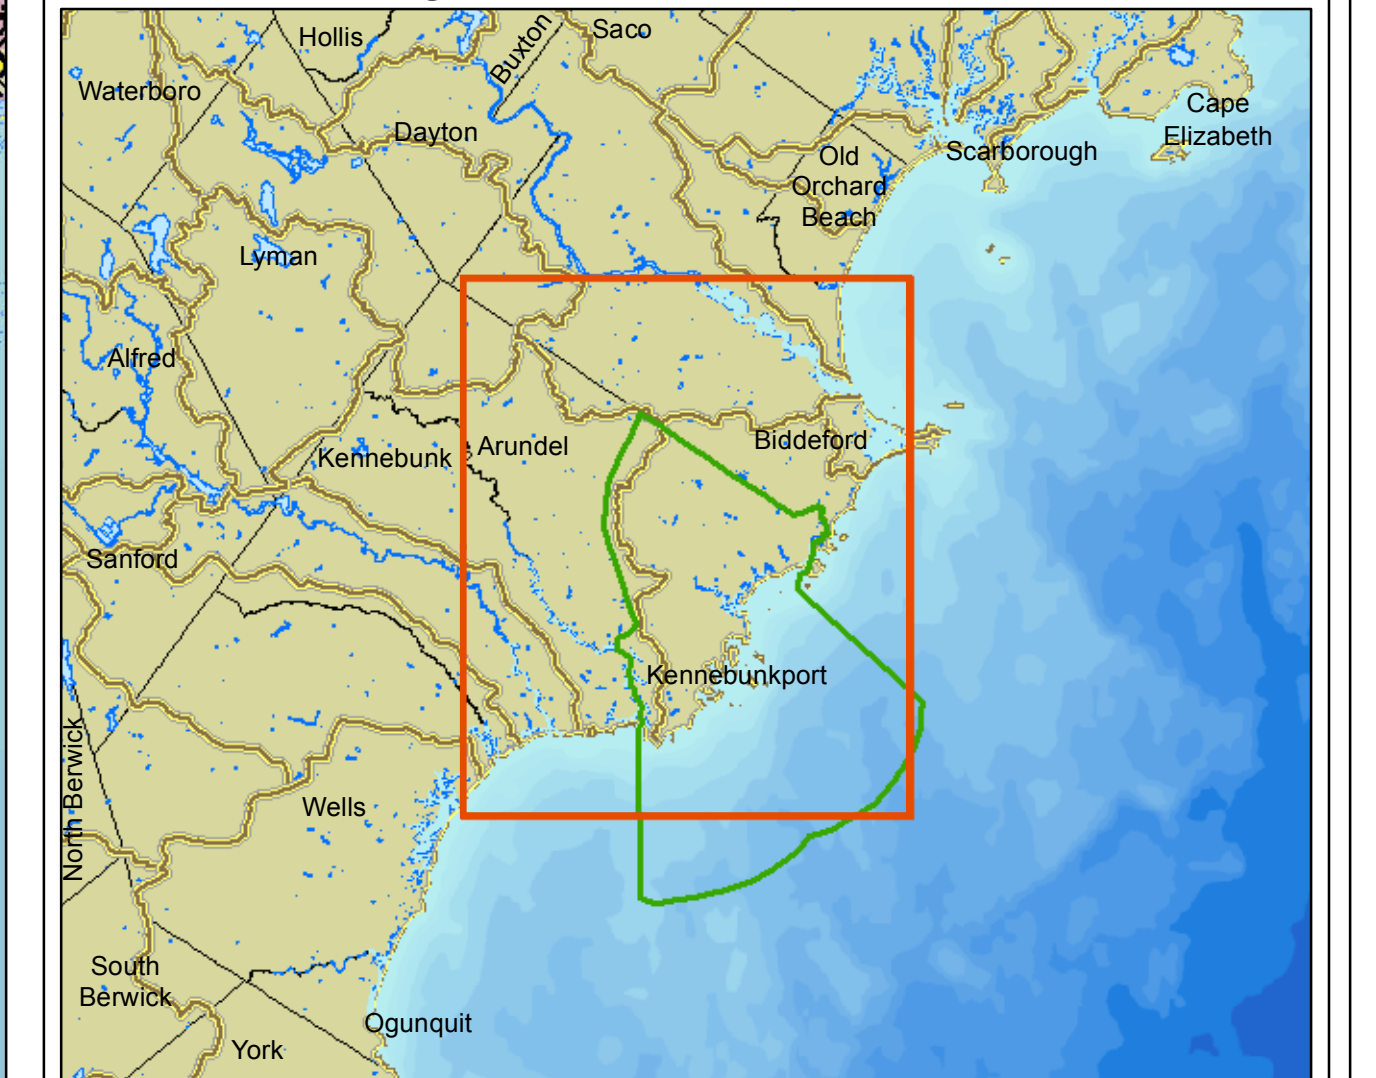 Hollis
Buxton
Saco
Waterboro
Cape
Elizabeth
Dayton
Scarborough
Old
Orchard
Beach
Lyman
Alfred
Biddeford
Arundel
Kennebunk
Sanford
Kennebunkport
North Berwick
Wells
South
Berwick
Ogunquit
York